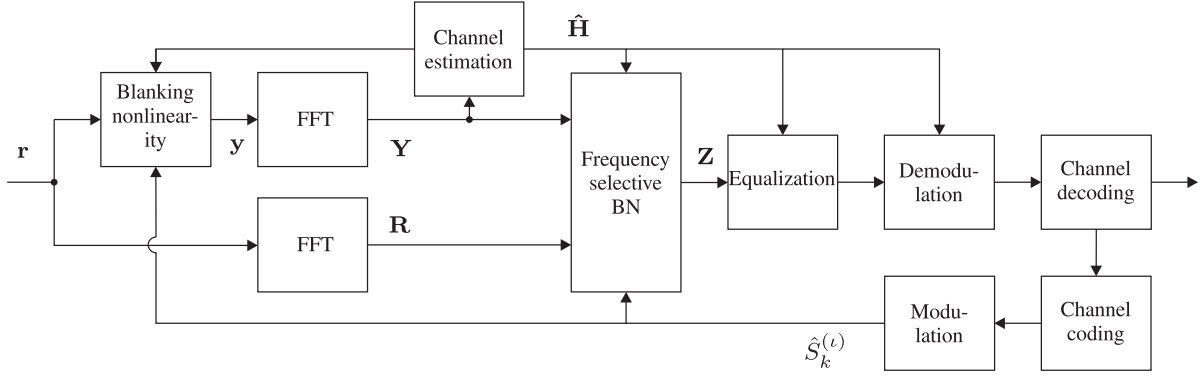 Channel
estimation
Ĥ
Blanking
nonlinear-
ity
FFT
r
y
Y
Frequency
selective
BN
Z
Equalization
Demodu-
lation
Channel
decoding
FFT
R
Modu-
lation
Channel
coding
Ŝ_k^{(ι)}